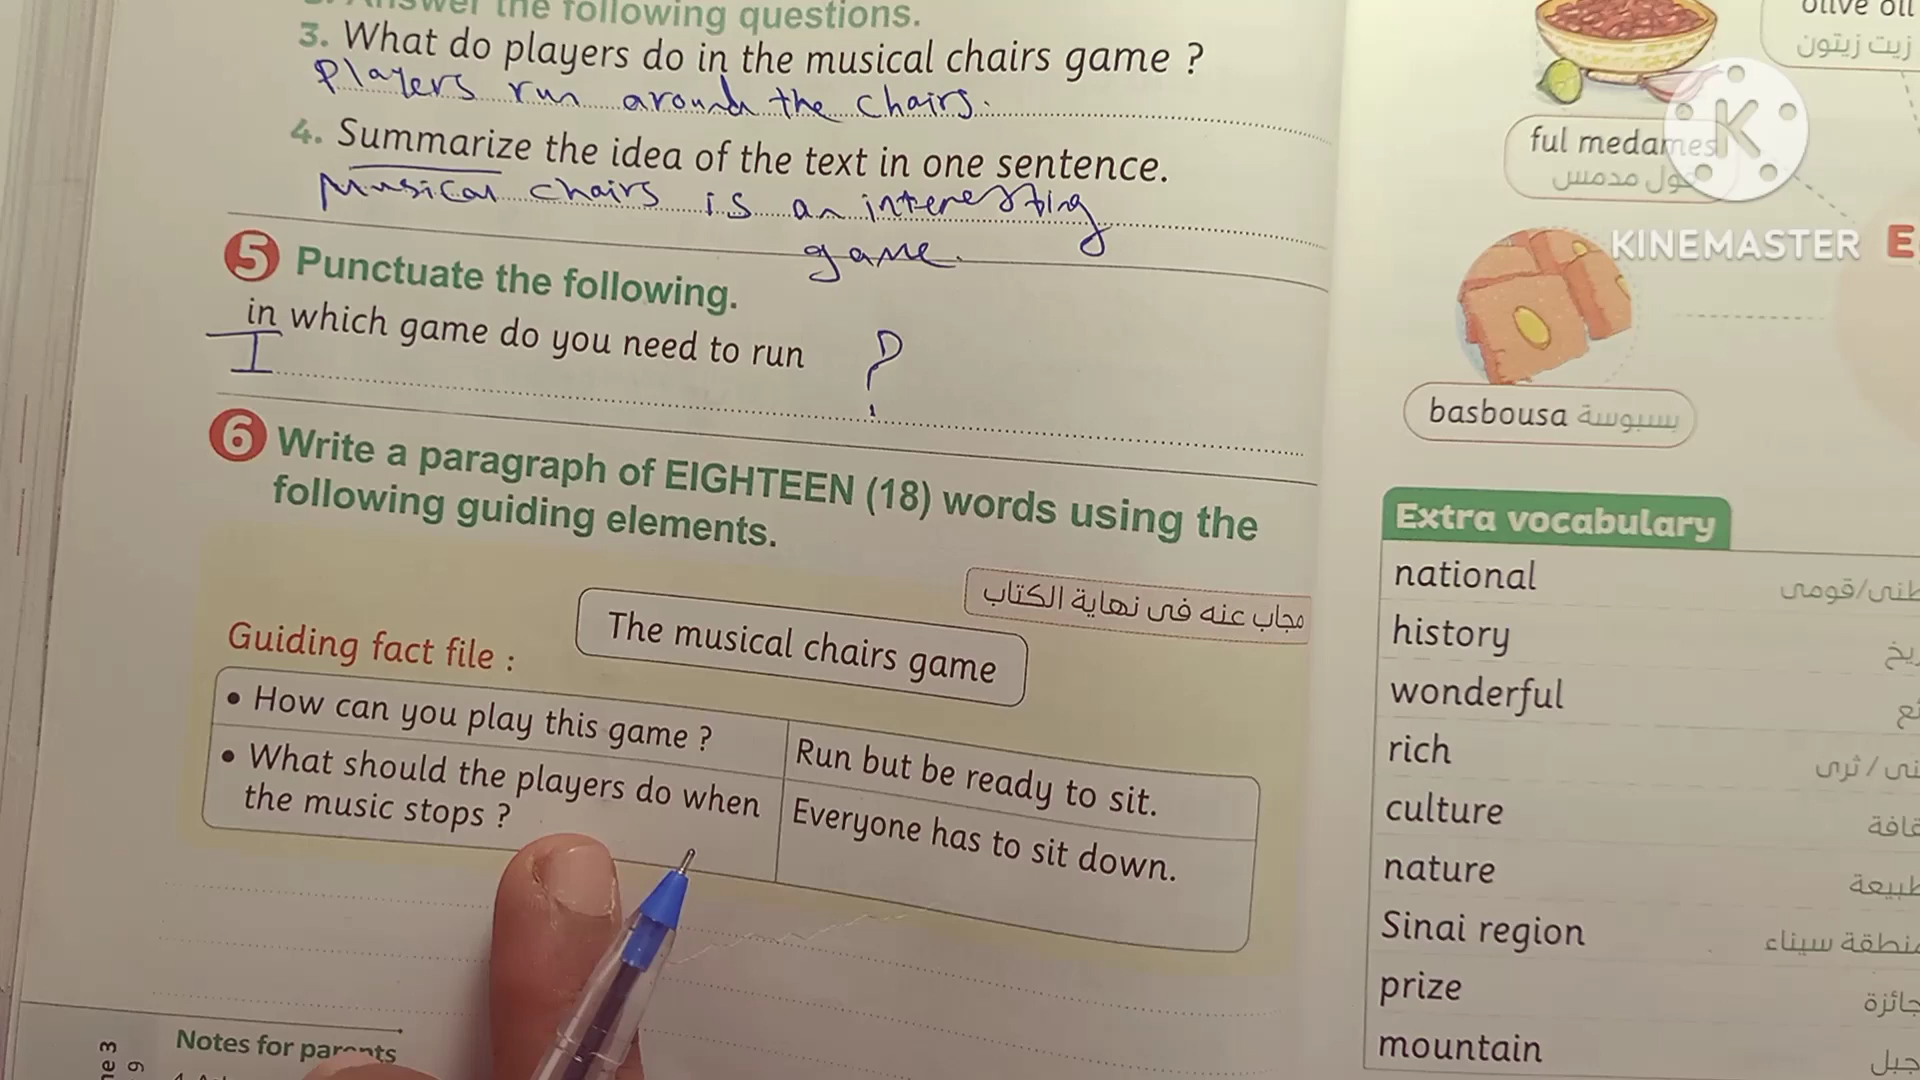 Answer the following questions.
3. What do players do in the musical chairs game ?
Players run around the chairs.
4. Summarize the idea of the text in one sentence.
Musical chairs is an interesting
game.
5 Punctuate the following.
in which game do you need to run
I ?
6 Write a paragraph of EIGHTEEN (18) words using the
following guiding elements.
مجاب عنه فى نهاية الكتاب
The musical chairs game
Guiding fact file :
• How can you play this game ?
Run but be ready to sit.
• What should the players do when
the music stops ?
Everyone has to sit down.
Notes for parents
olive oil
زيت زيتون
ful medames
فول مدمس
K
KINEMASTER
basbousa بسبوسة
Extra vocabulary
national
history
wonderful
rich
culture
nature
Sinai region
prize جائزة
mountain جبل